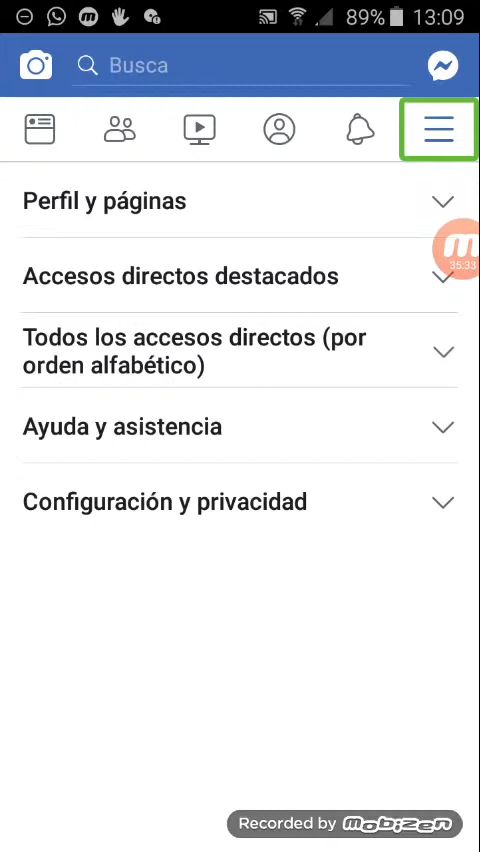 89% 13:09
Busca
Perfil y páginas
35:33
Accesos directos destacados
Todos los accesos directos (por
orden alfabético)
Ayuda y asistencia
Configuración y privacidad
Recorded by mobizen